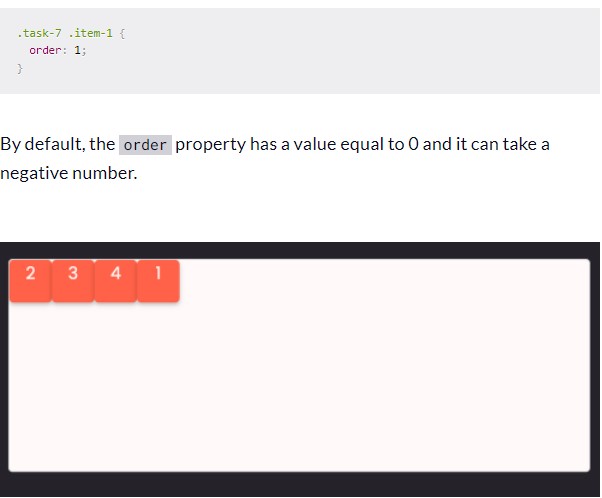 .task-7 .item-1 {
  order: 1;
}
By default, the order property has a value equal to 0 and it can take a
negative number.
2 3 4 1